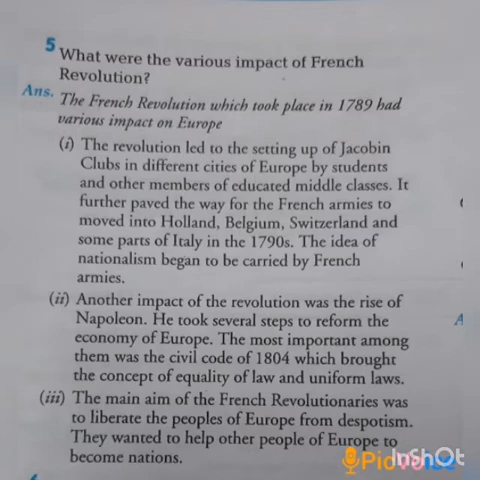 5
What were the various impact of French
Revolution?
Ans. The French Revolution which took place in 1789 had
various impact on Europe
(i) The revolution led to the setting up of Jacobin
Clubs in different cities of Europe by students
and other members of educated middle classes. It
further paved the way for the French armies to
moved into Holland, Belgium, Switzerland and
some parts of Italy in the 1790s. The idea of
nationalism began to be carried by French
armies.
(ii) Another impact of the revolution was the rise of
Napoleon. He took several steps to reform the
economy of Europe. The most important among
them was the civil code of 1804 which brought
the concept of equality of law and uniform laws.
(iii) The main aim of the French Revolutionaries was
to liberate the peoples of Europe from despotism.
They wanted to help other people of Europe to
become nations.
InShOt